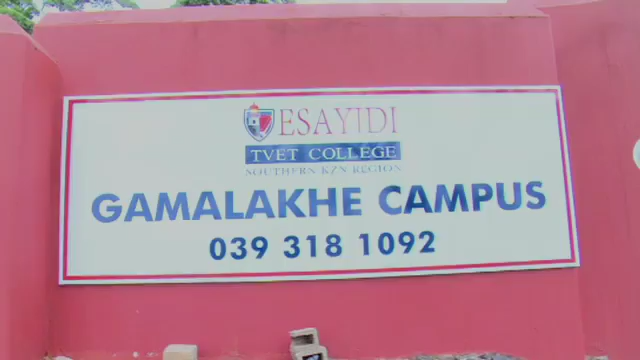 ESAYIDI
TVET COLLEGE
SOUTHERN KZN REGION
GAMALAKHE CAMPUS
039 318 1092